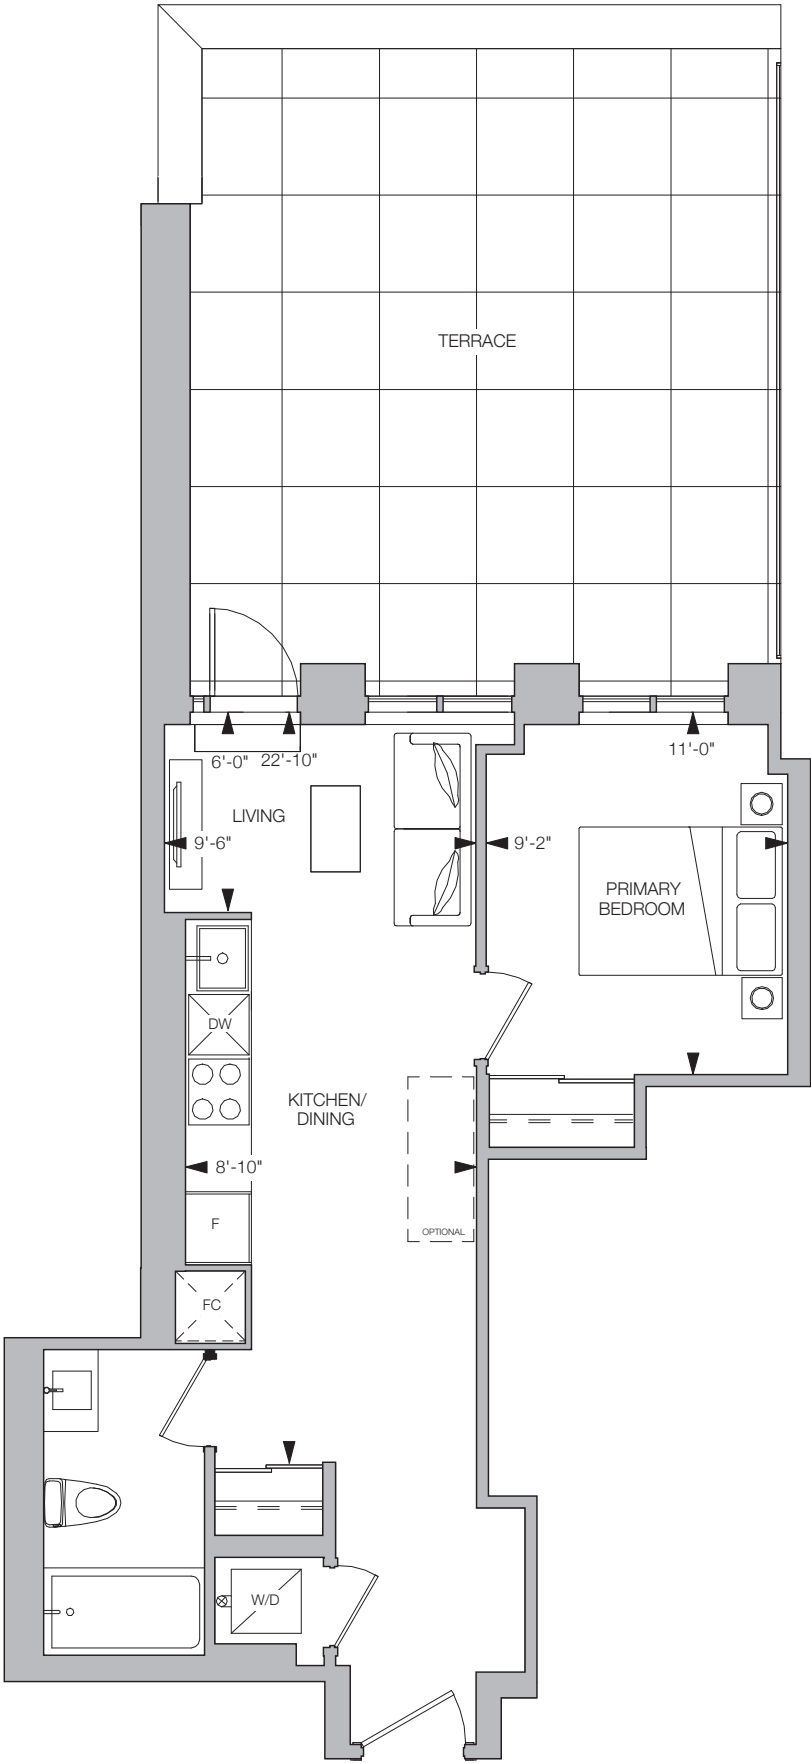 TERRACE
6'-0" 22'-10"
11'-0"
LIVING
9'-6"
9'-2"
PRIMARY
BEDROOM
DW
KITCHEN/
DINING
8'-10"
F
OPTIONAL
FC
W/D